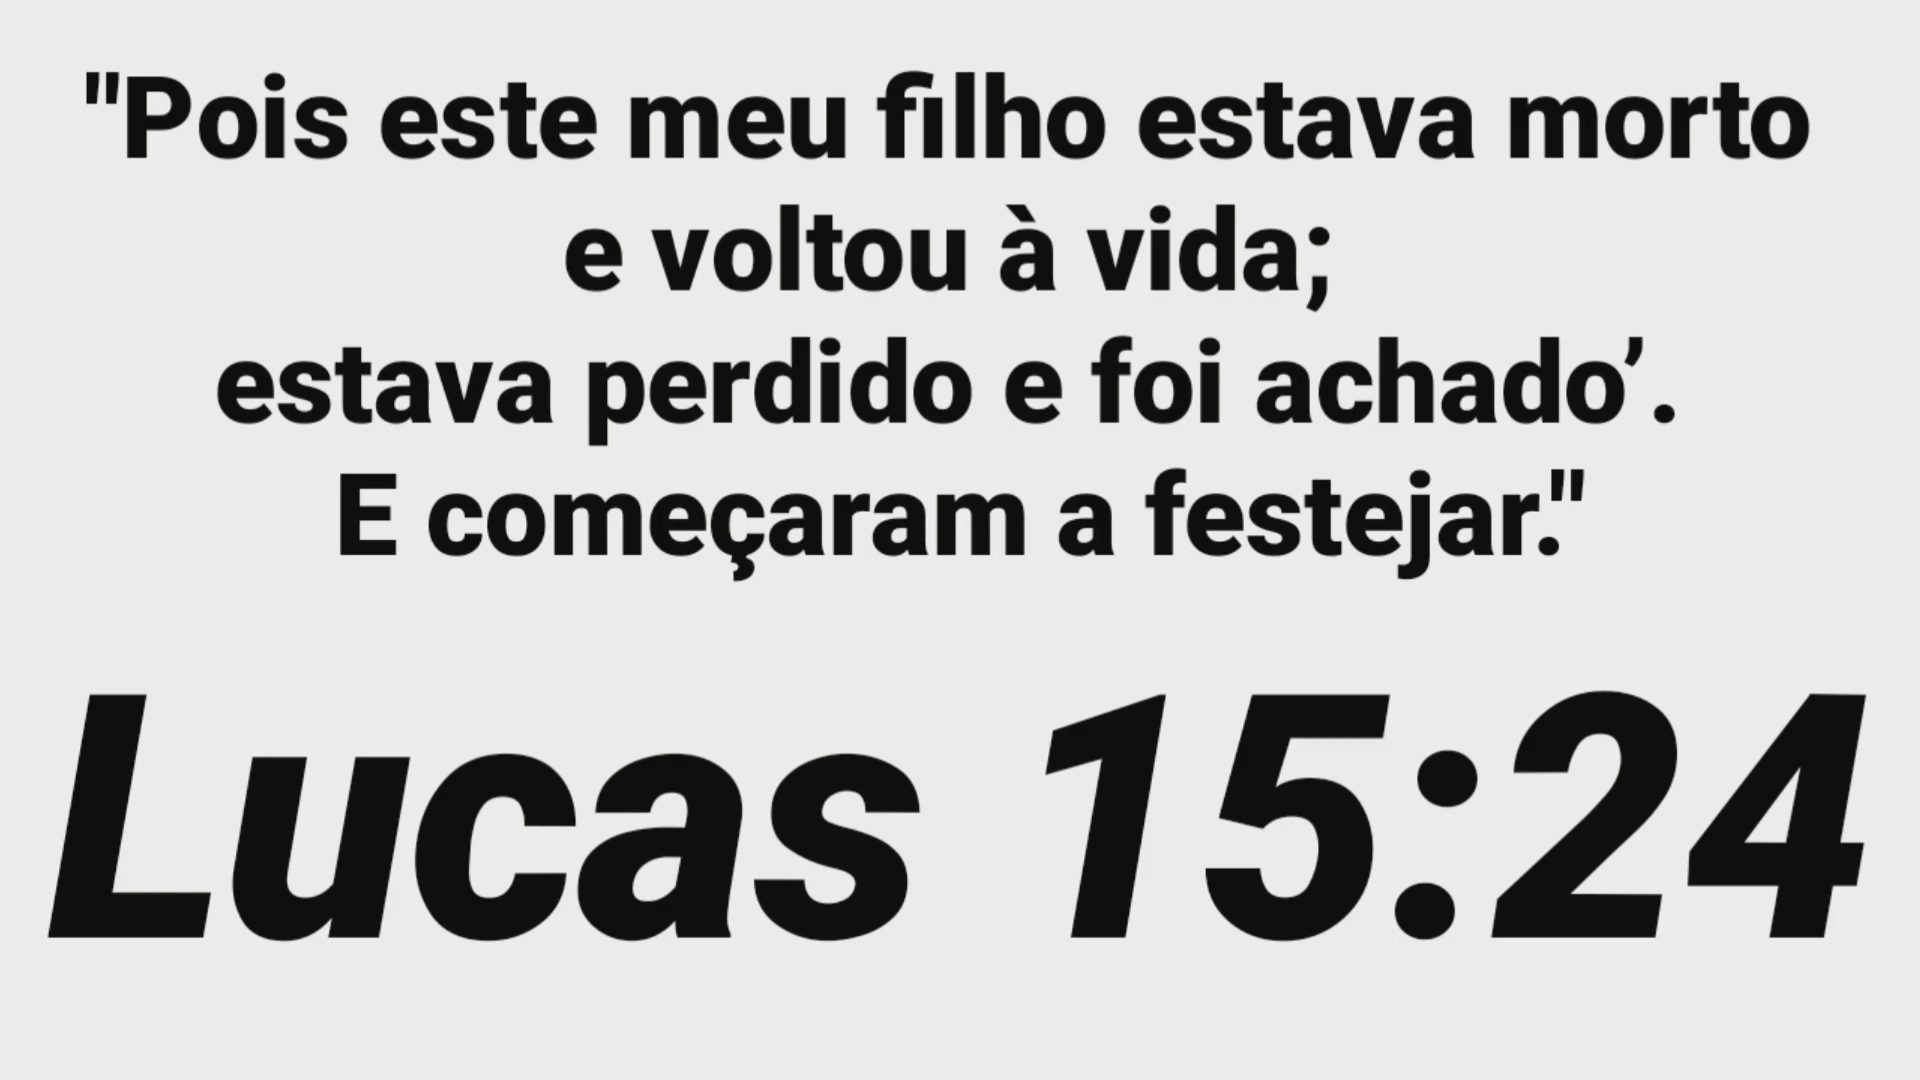 "Pois este meu filho estava morto
e voltou à vida;
estava perdido e foi achado’.
E começaram a festejar."
Lucas 15:24